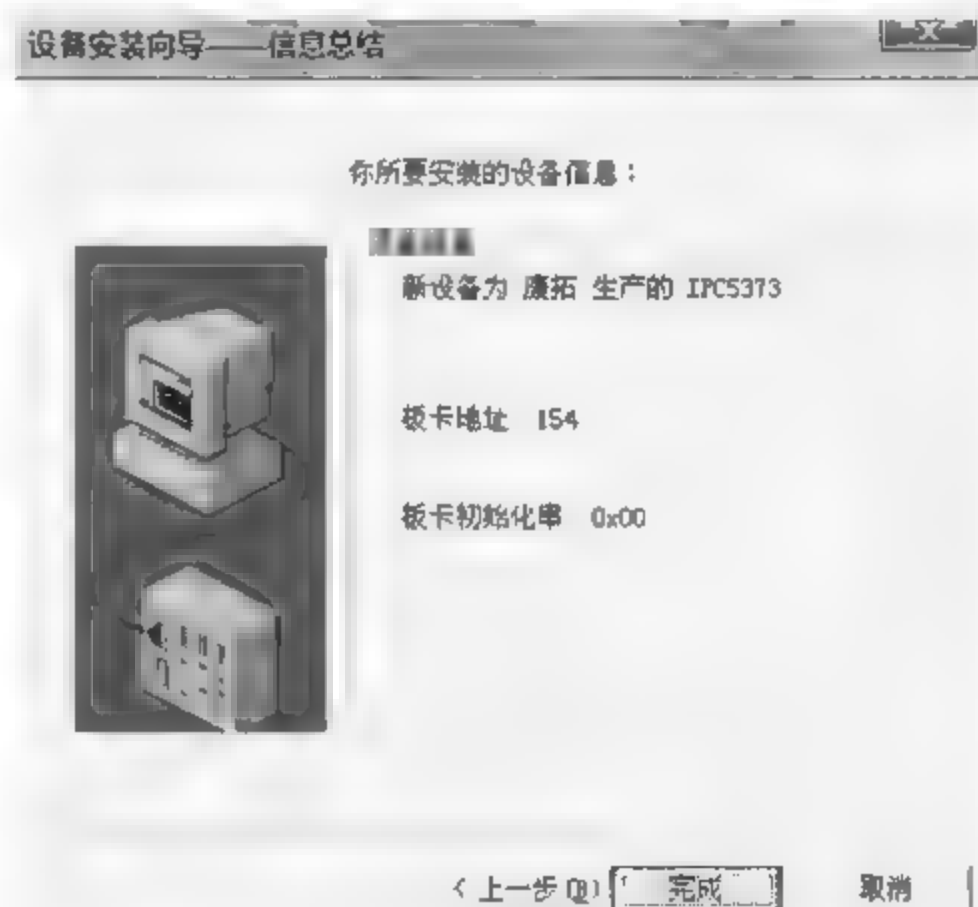 设备安装向导——信息总结
你所要安装的设备信息：
新设备为 康拓 生产的 IPC5373
板卡地址 154
板卡初始化串 0x00
< 上一步(B) 完成 取消